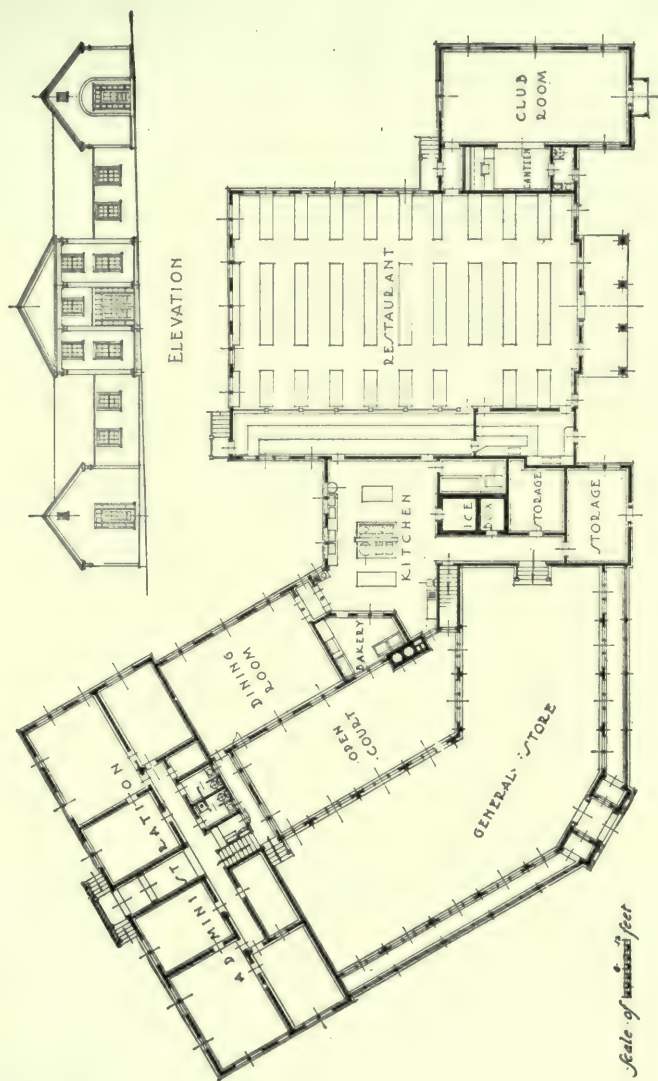 ELEVATION
CLUB
ROOM
CANTEEN
RESTAURANT
KITCHEN
ICE
BOX
STORAGE
STORAGE
BAKERY
DINING
ROOM
OPEN
COURT
GENERAL · STORE
ADMINISTRATION
Scale of feet